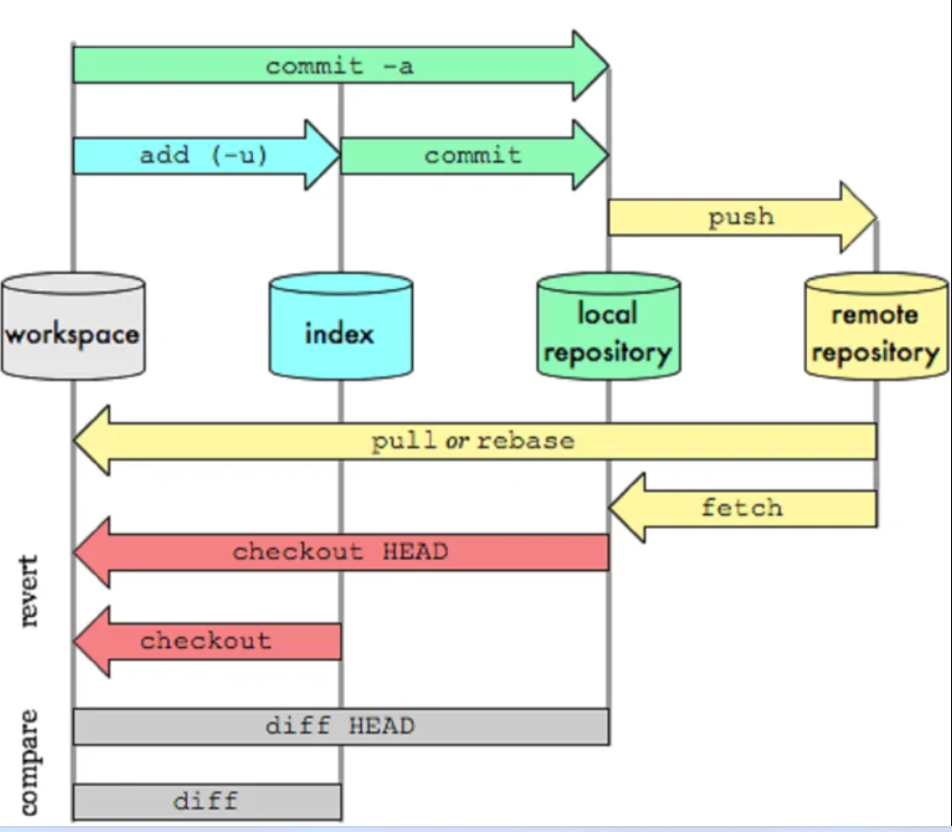 commit -a
add (-u)
commit
push
workspace
index
local
repository
remote
repository
pull or rebase
fetch
revert
checkout HEAD
checkout
compare
diff HEAD
diff